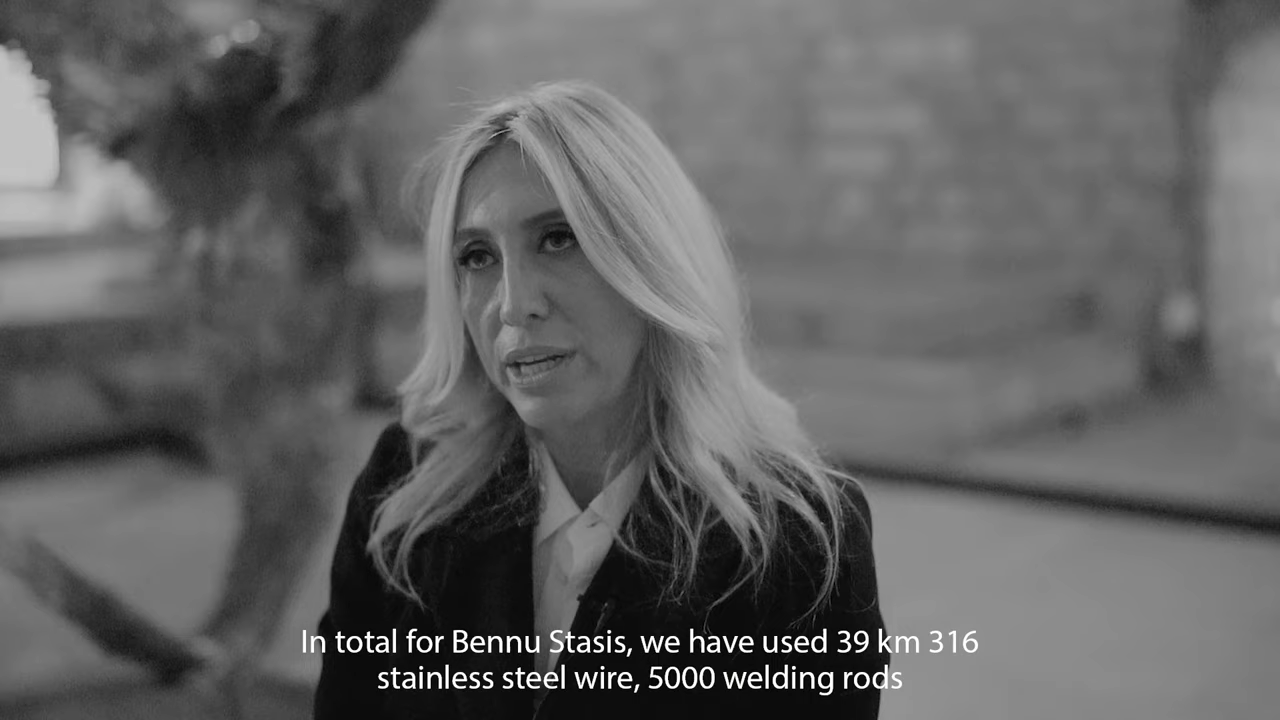 In total for Bennu Stasis, we have used 39 km 316
stainless steel wire, 5000 welding rods